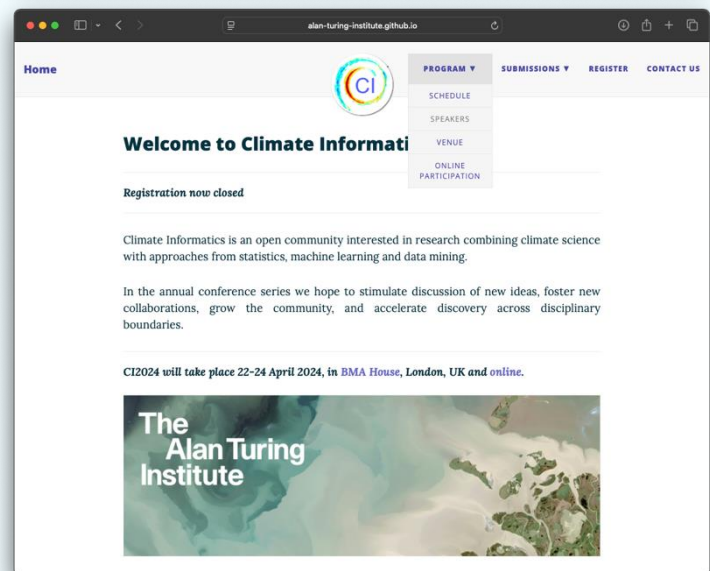 alan-turing-institute.github.io
Home
CI
PROGRAM ▼
SUBMISSIONS ▼
REGISTER
CONTACT US
SCHEDULE
SPEAKERS
VENUE
ONLINE
PARTICIPATION
Welcome to Climate Informati
Registration now closed
Climate Informatics is an open community interested in research combining climate science
with approaches from statistics, machine learning and data mining.
In the annual conference series we hope to stimulate discussion of new ideas, foster new
collaborations, grow the community, and accelerate discovery across disciplinary
boundaries.
CI2024 will take place 22-24 April 2024, in BMA House, London, UK and online.
The
Alan Turing
Institute